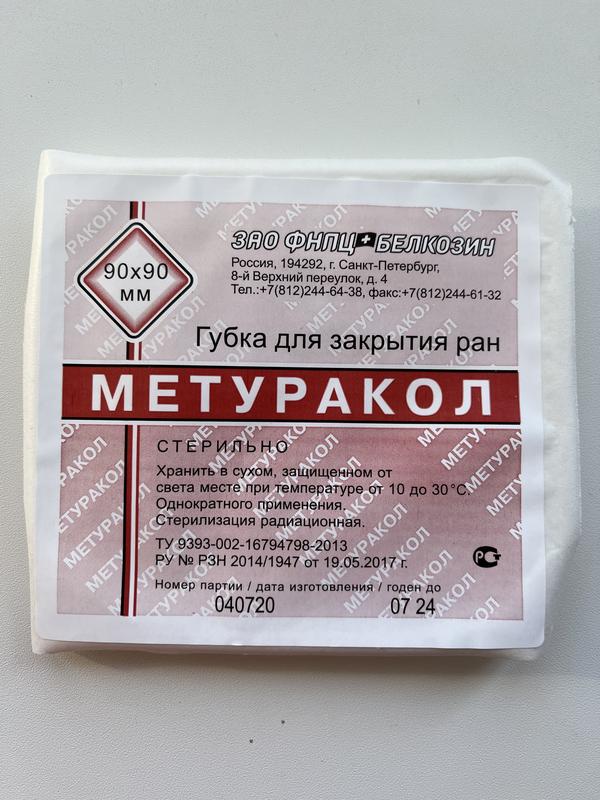 90x90
мм
ЗАО ФНПЦ БЕЛКОЗИН
Россия, 194292, г. Санкт-Петербург,
8-й Верхний переулок, д. 4
Тел.:+7(812)244-64-38, факс:+7(812)244-61-32
Губка для закрытия ран
МЕТУРАКОЛ
СТЕРИЛЬНО
Хранить в сухом, защищенном от
света месте при температуре от 10 до 30°С.
Однократного применения.
Стерилизация радиационная.
ТУ 9393-002-16794798-2013
РУ № РЗН 2014/1947 от 19.05.2017 г.
Номер партии / дата изготовления / годен до
040720 07 24